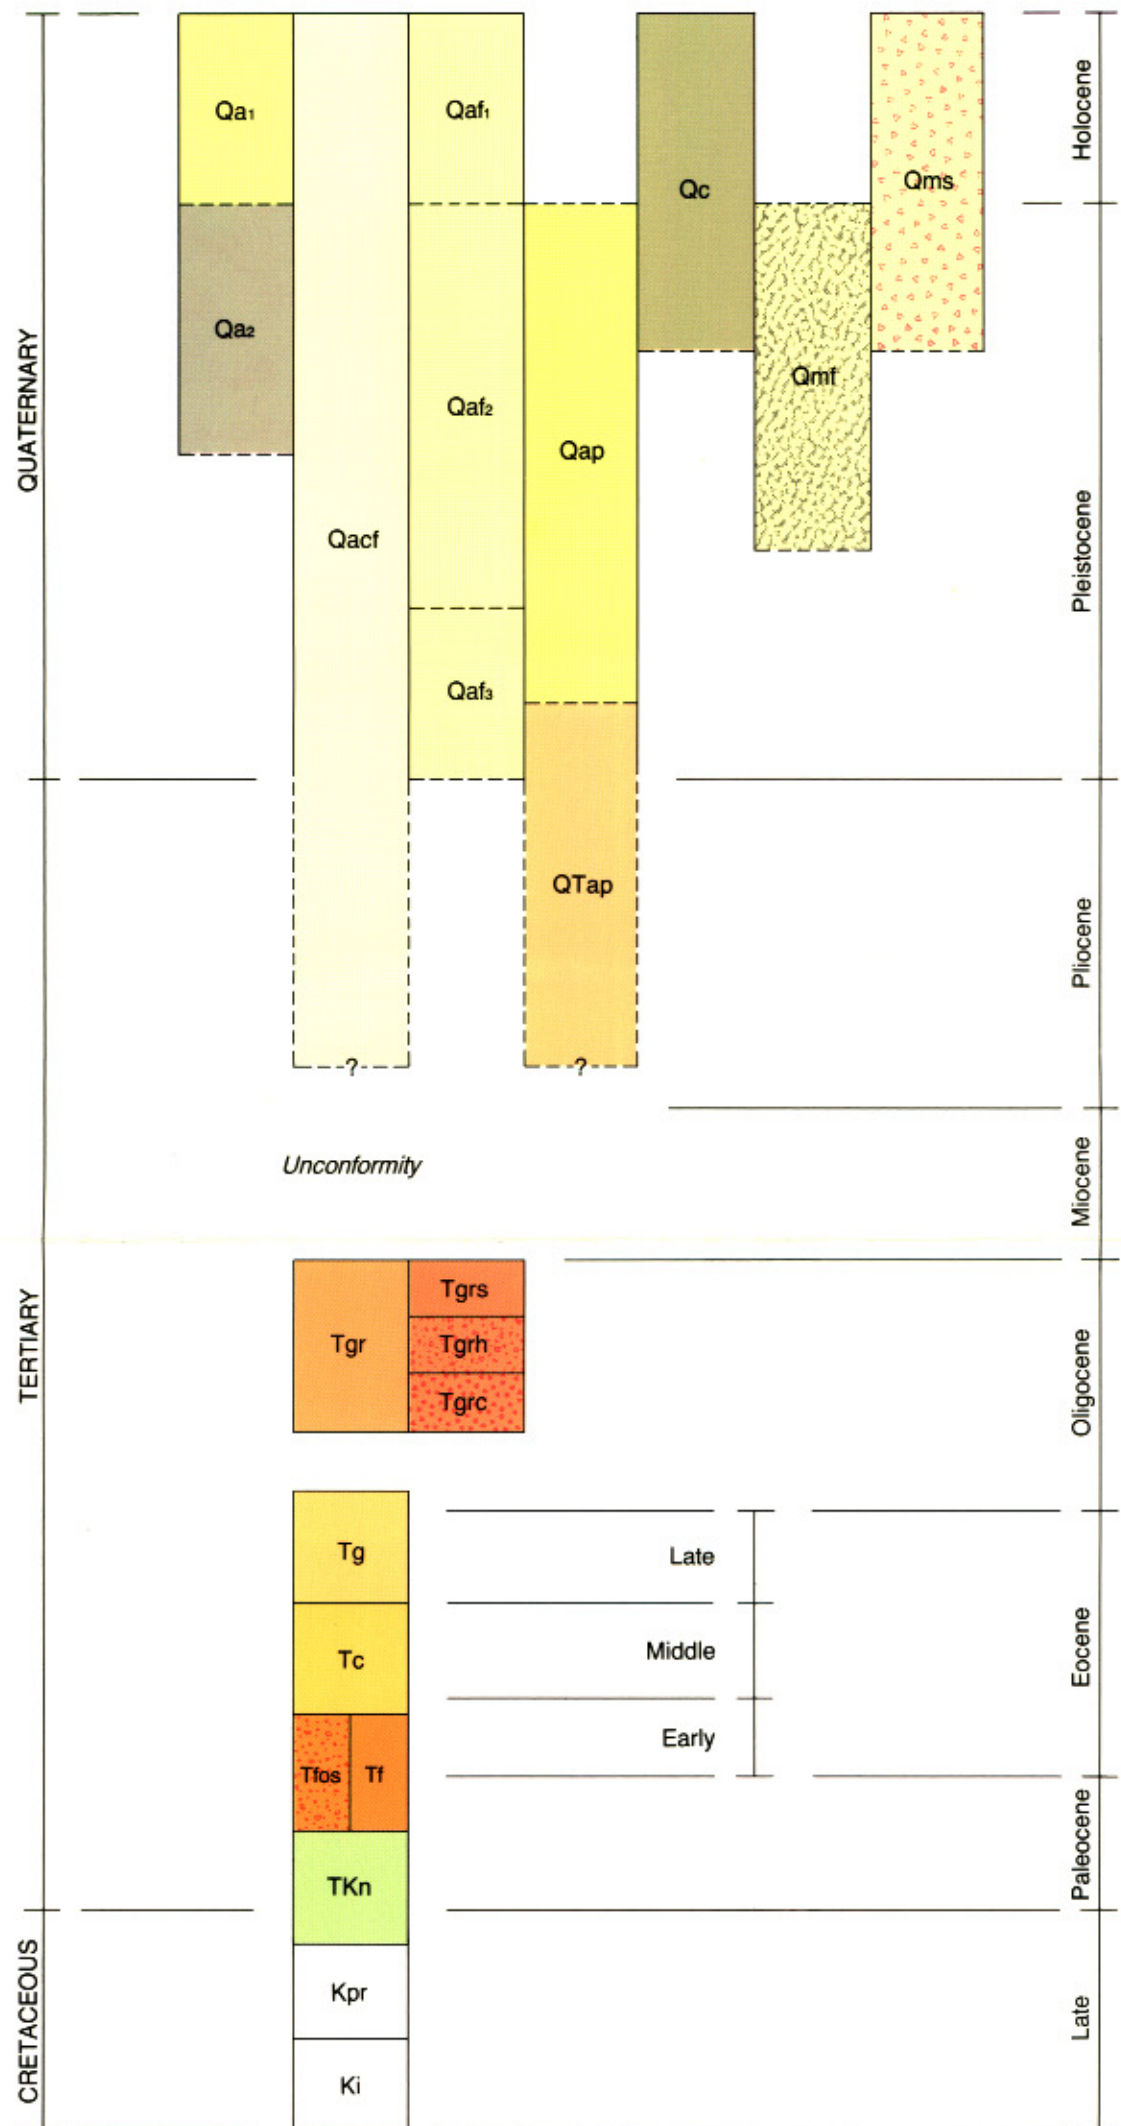 Qa1
Qaf1
Holocene
Qms
Qc
Qa2
Qmf
Qaf2
QUATERNARY
Qap
Qacf
Pleistocene
Qaf3
QTap
Pliocene
?
?
Unconformity
Miocene
Tgrs
TERTIARY
Tgr
Tgrh
Oligocene
Tgrc
Tg
Late
Tc
Middle
Eocene
Early
Tfos
Tf
Paleocene
TKn
Kpr
CRETACEOUS
Late
Ki